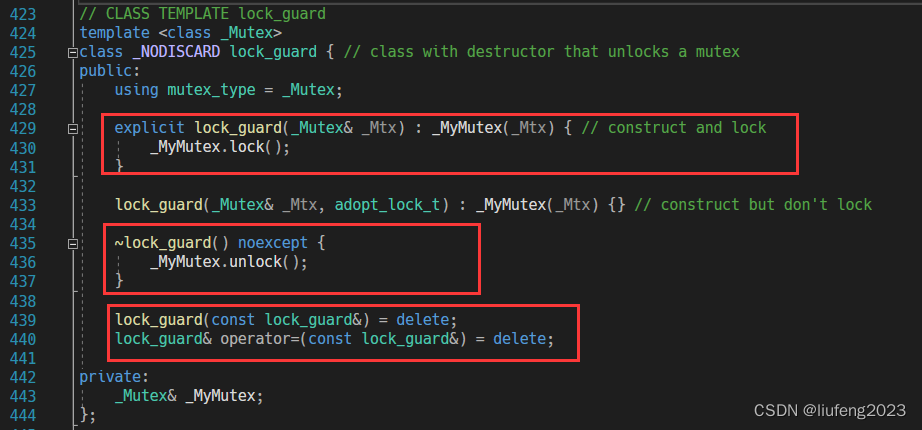 423 // CLASS TEMPLATE lock_guard
424 template <class _Mutex>
425 class _NODISCARD lock_guard { // class with destructor that unlocks a mutex
426 public:
427 using mutex_type = _Mutex;
428
429 explicit lock_guard(_Mutex& _Mtx) : _MyMutex(_Mtx) { // construct and lock
430 _MyMutex.lock();
431 }
432
433 lock_guard(_Mutex& _Mtx, adopt_lock_t) : _MyMutex(_Mtx) {} // construct but don't lock
434
435 ~lock_guard() noexcept {
436 _MyMutex.unlock();
437 }
438
439 lock_guard(const lock_guard&) = delete;
440 lock_guard& operator=(const lock_guard&) = delete;
441
442 private:
443 _Mutex& _MyMutex;
444 };
CSDN @liufeng2023